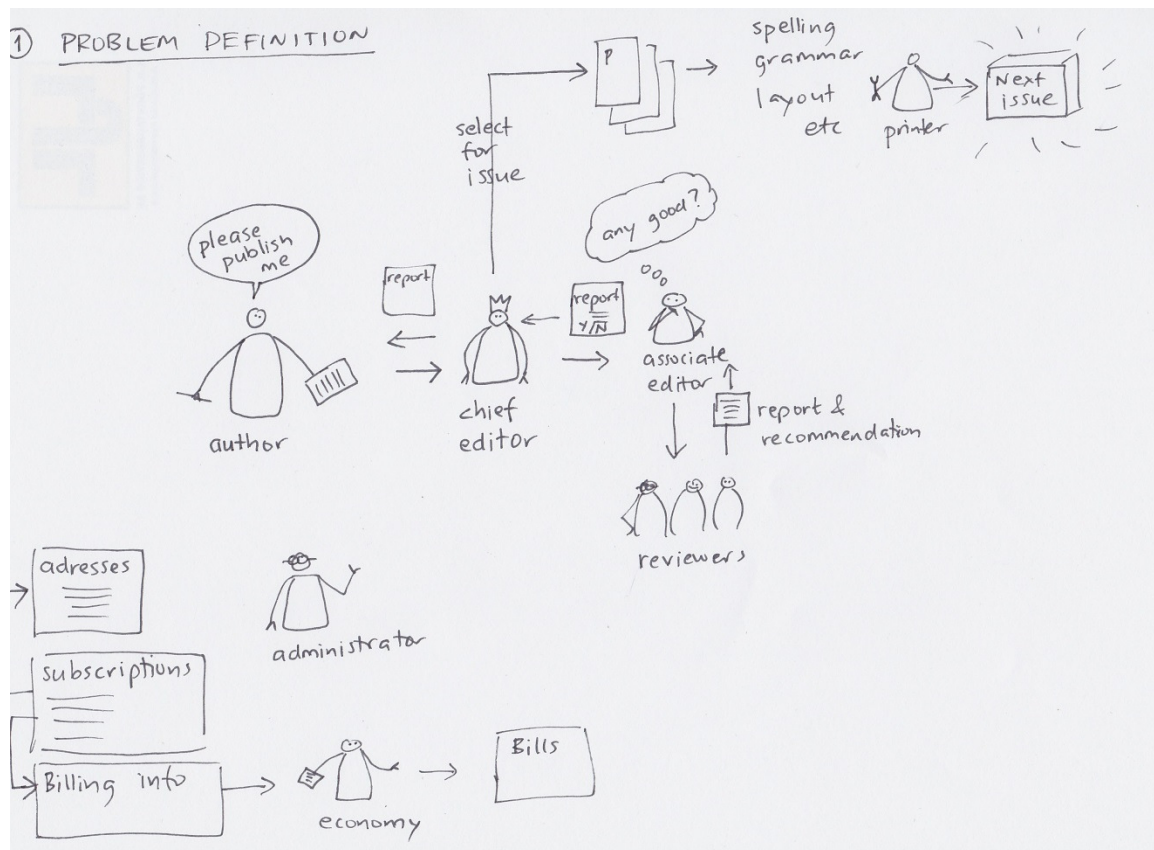 1 PROBLEM DEFINITION
P
spelling
grammar
layout
etc
printer
Next
issue
select
for
issue
any good?
please
publish
me
report
report
Y/N
author
chief
editor
associate
editor
report &
recommendation
reviewers
adresses
administrator
subscriptions
Billing info
economy
Bills